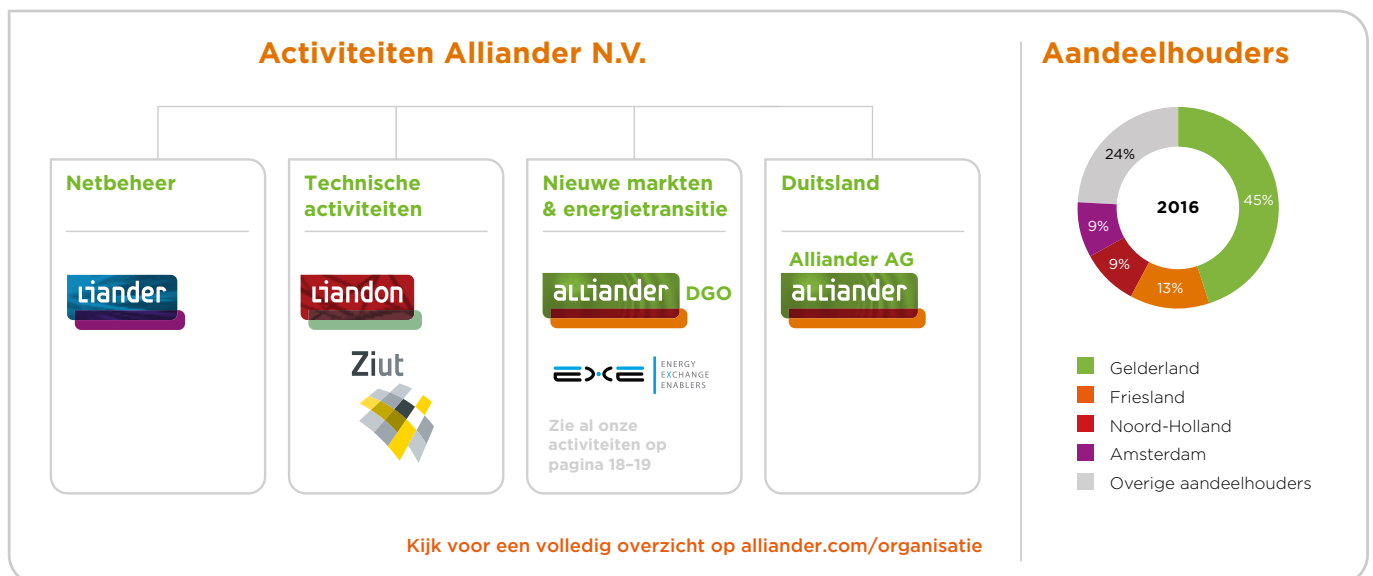 Activiteiten Alliander N.V.
Netbeheer
Liander
Technische
activiteiten
Liandon
Ziut
Nieuwe markten
& energietransitie
alliander DGO
EXE ENERGY
EXCHANGE
ENABLERS
Zie al onze
activiteiten op
pagina 18–19
Duitsland
Alliander AG
alliander
Kijk voor een volledig overzicht op alliander.com/organisatie
Aandeelhouders
24%
45%
2016
9%
9%
13%
Gelderland
Friesland
Noord-Holland
Amsterdam
Overige aandeelhouders